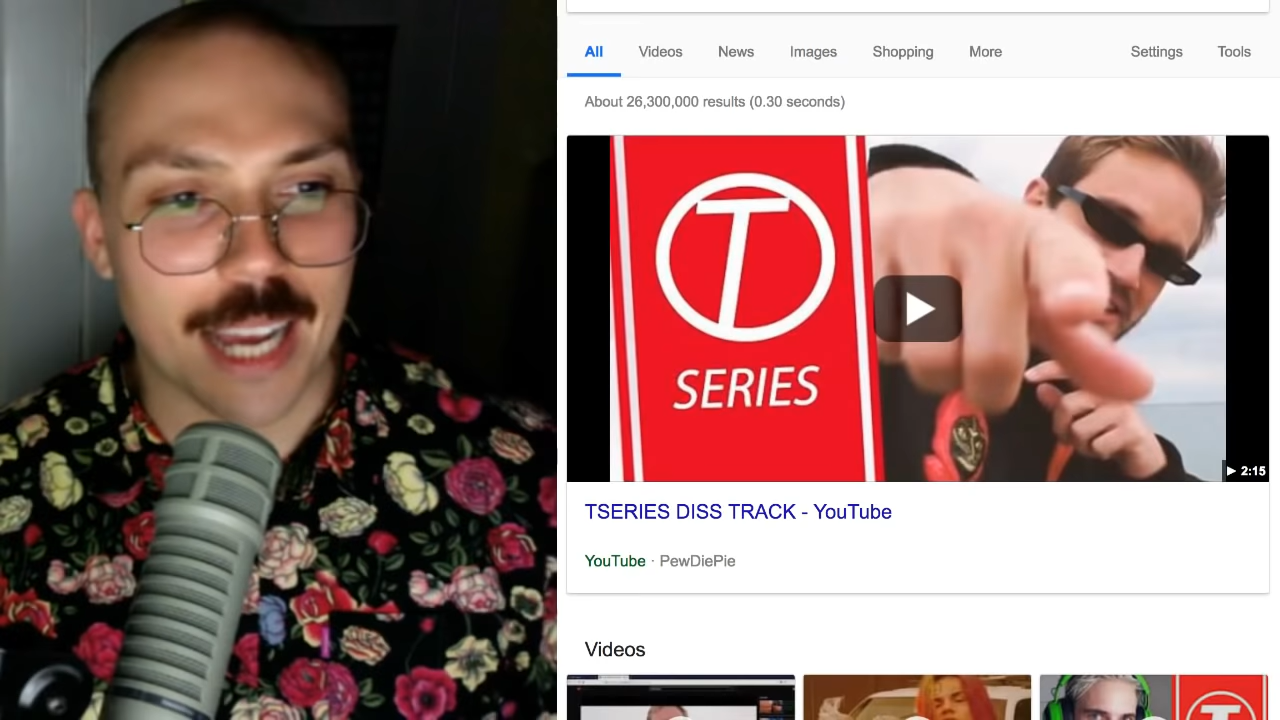 All Videos News Images Shopping More Settings Tools
About 26,300,000 results (0.30 seconds)
T
SERIES
2:15
TSERIES DISS TRACK - YouTube
YouTube · PewDiePie
Videos